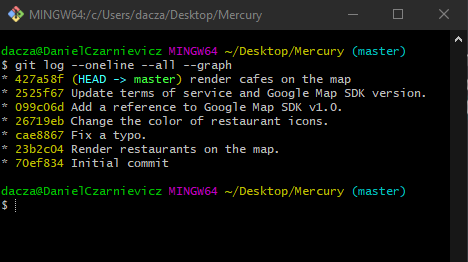 MINGW64:/c/Users/dacza/Desktop/Mercury
dacza@DanielCzarnievicz MINGW64 ~/Desktop/Mercury (master)
$ git log --oneline --all --graph
* 427a58f (HEAD -> master) render cafes on the map
* 2525f67 Update terms of service and Google Map SDK version.
* 099c06d Add a reference to Google Map SDK v1.0.
* 26719eb Change the color of restaurant icons.
* cae8867 Fix a typo.
* 23b2c04 Render restaurants on the map.
* 70ef834 Initial commit
dacza@DanielCzarnievicz MINGW64 ~/Desktop/Mercury (master)
$